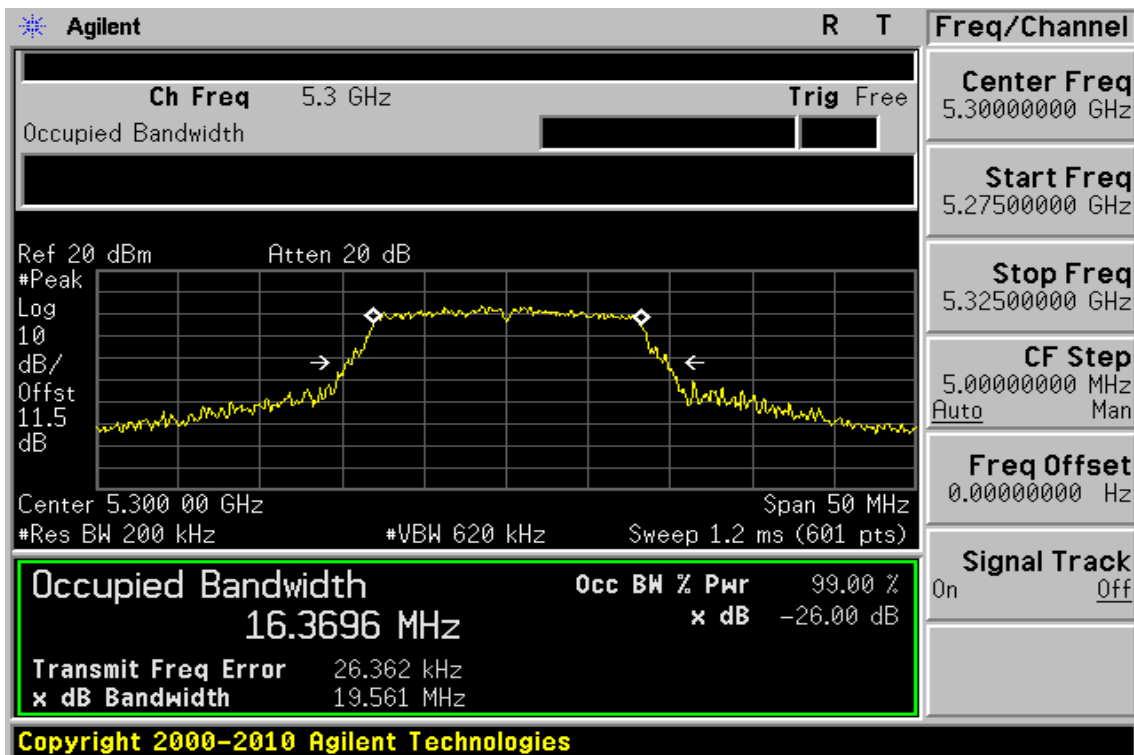 Agilent R T
Ch Freq 5.3 GHz Trig Free
Occupied Bandwidth
Ref 20 dBm Atten 20 dB
#Peak
Log
10
dB/
Offst
11.5
dB
Center 5.300 00 GHz Span 50 MHz
#Res BW 200 kHz #VBW 620 kHz Sweep 1.2 ms (601 pts)
Occupied Bandwidth
16.3696 MHz
Occ BW % Pwr 99.00 %
x dB -26.00 dB
Transmit Freq Error 26.362 kHz
x dB Bandwidth 19.561 MHz
Copyright 2000-2010 Agilent Technologies
Freq/Channel
Center Freq
5.30000000 GHz
Start Freq
5.27500000 GHz
Stop Freq
5.32500000 GHz
CF Step
5.00000000 MHz
Auto Man
Freq Offset
0.00000000 Hz
Signal Track
On Off